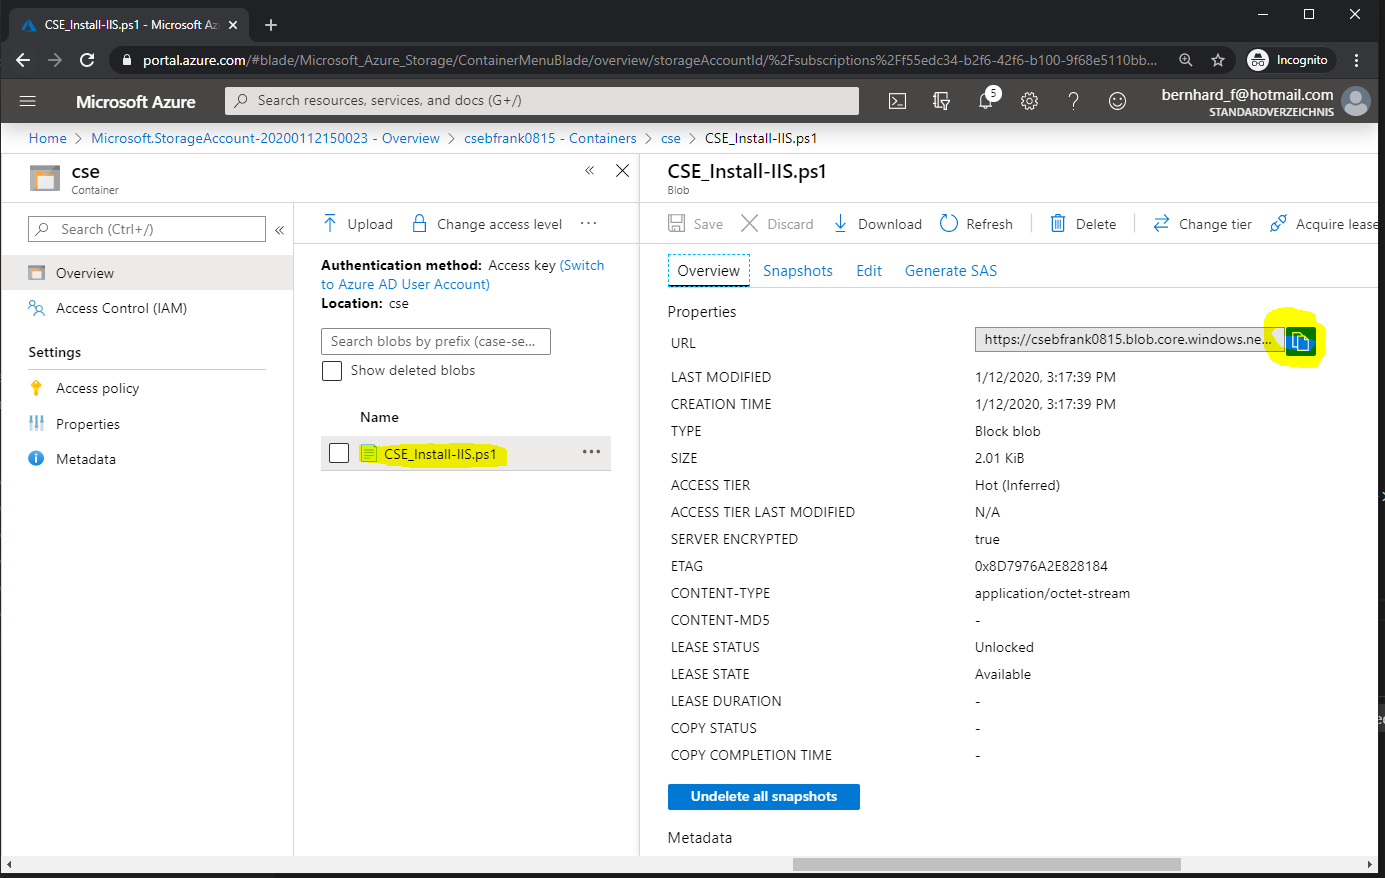 CSE_Install-IIS.ps1 - Microsoft Az
portal.azure.com/#blade/Microsoft_Azure_Storage/ContainerMenuBlade/overview/storageAccountId/%2Fsubscriptions%2Ff55edc34-b2f6-42f6-b100-9f68e5110bb...
Incognito
Microsoft Azure
Search resources, services, and docs (G+/)
5
bernhard_f@hotmail.com
STANDARDVERZEICHNIS
Home > Microsoft.StorageAccount-20200112150023 - Overview > csebfrank0815 - Containers > cse > CSE_Install-IIS.ps1
cse
Container
Search (Ctrl+/)
Overview
Access Control (IAM)
Settings
Access policy
Properties
Metadata
Upload
Change access level
Authentication method: Access key (Switch
to Azure AD User Account)
Location: cse
Search blobs by prefix (case-se...
Show deleted blobs
Name
CSE_Install-IIS.ps1
CSE_Install-IIS.ps1
Blob
Save
Discard
Download
Refresh
Delete
Change tier
Acquire lease
Overview
Snapshots
Edit
Generate SAS
Properties
URL https://csebfrank0815.blob.core.windows.ne...
LAST MODIFIED 1/12/2020, 3:17:39 PM
CREATION TIME 1/12/2020, 3:17:39 PM
TYPE Block blob
SIZE 2.01 KiB
ACCESS TIER Hot (Inferred)
ACCESS TIER LAST MODIFIED N/A
SERVER ENCRYPTED true
ETAG 0x8D7976A2E828184
CONTENT-TYPE application/octet-stream
CONTENT-MD5 -
LEASE STATUS Unlocked
LEASE STATE Available
LEASE DURATION -
COPY STATUS -
COPY COMPLETION TIME -
Undelete all snapshots
Metadata